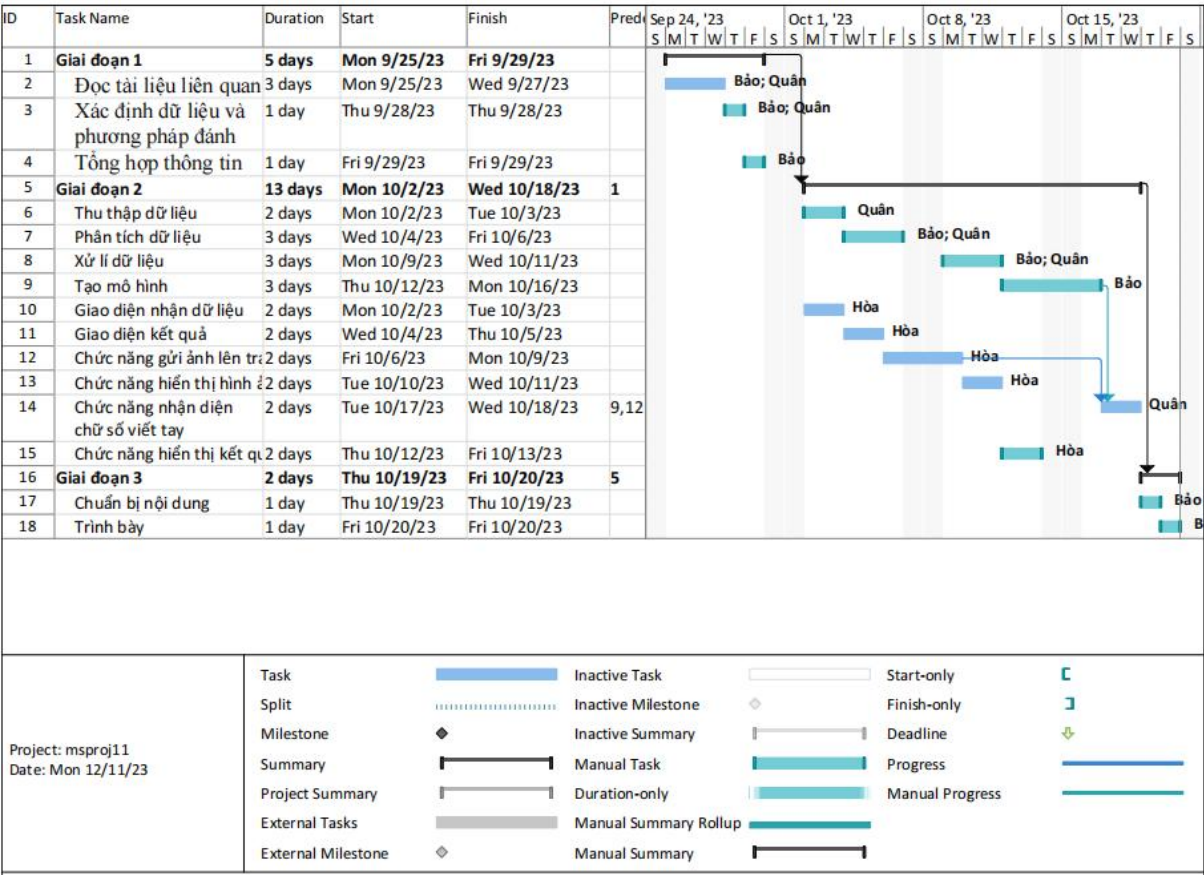 ID Task Name Duration Start Finish Prede Sep 24, '23 Oct 1, '23 Oct 8, '23 Oct 15, '23
S M T W T F S S M T W T F S S M T W T F S S M T W T F S
1 Giai đoạn 1 5 days Mon 9/25/23 Fri 9/29/23
2 Đọc tài liệu liên quan 3 days Mon 9/25/23 Wed 9/27/23 Bảo; Quân
3 Xác định dữ liệu và 1 day Thu 9/28/23 Thu 9/28/23 Bảo; Quân
phương pháp đánh
4 Tổng hợp thông tin 1 day Fri 9/29/23 Fri 9/29/23 Bảo
5 Giai đoạn 2 13 days Mon 10/2/23 Wed 10/18/23 1
6 Thu thập dữ liệu 2 days Mon 10/2/23 Tue 10/3/23 Quân
7 Phân tích dữ liệu 3 days Wed 10/4/23 Fri 10/6/23 Bảo; Quân
8 Xử lí dữ liệu 3 days Mon 10/9/23 Wed 10/11/23 Bảo; Quân
9 Tạo mô hình 3 days Thu 10/12/23 Mon 10/16/23 Bảo
10 Giao diện nhận dữ liệu 2 days Mon 10/2/23 Tue 10/3/23 Hòa
11 Giao diện kết quả 2 days Wed 10/4/23 Thu 10/5/23 Hòa
12 Chức năng gửi ảnh lên 2 days Fri 10/6/23 Mon 10/9/23 Hòa
13 Chức năng hiển thị hình 2 days Tue 10/10/23 Wed 10/11/23 Hòa
14 Chức năng nhận diện 2 days Tue 10/17/23 Wed 10/18/23 9,12 Quân
chữ số viết tay
15 Chức năng hiển thị kết 2 days Thu 10/12/23 Fri 10/13/23 Hòa
16 Giai đoạn 3 2 days Thu 10/19/23 Fri 10/20/23 5
17 Chuẩn bị nội dung 1 day Thu 10/19/23 Thu 10/19/23 Bảo
18 Trình bày 1 day Fri 10/20/23 Fri 10/20/23 B
Project: msproj11
Date: Mon 12/11/23
Task Inactive Task Start-only
Split Inactive Milestone Finish-only
Milestone Inactive Summary Deadline
Summary Manual Task Progress
Project Summary Duration-only Manual Progress
External Tasks Manual Summary Rollup
External Milestone Manual Summary